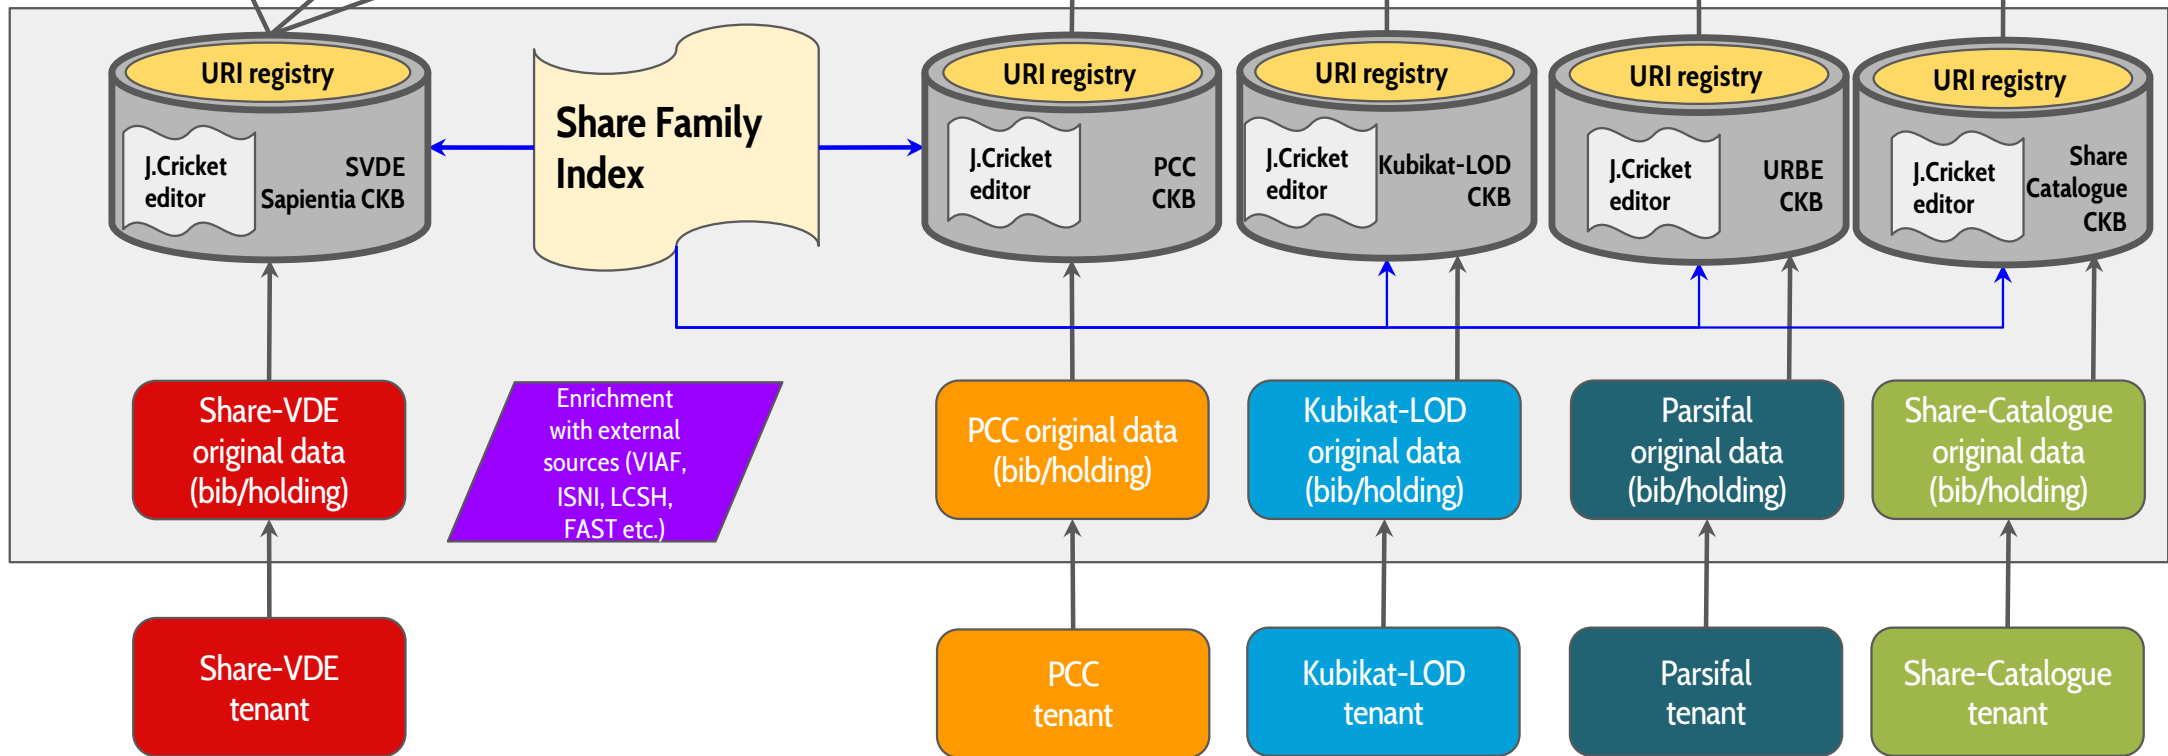 URI registry
J.Cricket
editor
SVDE
Sapientia CKB
Share Family
Index
URI registry
J.Cricket
editor
PCC
CKB
URI registry
J.Cricket
editor
Kubikat-LOD
CKB
URI registry
J.Cricket
editor
URBE
CKB
URI registry
J.Cricket
editor
Share
Catalogue
CKB
Share-VDE
original data
(bib/holding)
Enrichment
with external
sources (VIAF,
ISNI, LCSH,
FAST etc.)
PCC original data
(bib/holding)
Kubikat-LOD
original data
(bib/holding)
Parsifal
original data
(bib/holding)
Share-Catalogue
original data
(bib/holding)
Share-VDE
tenant
PCC
tenant
Kubikat-LOD
tenant
Parsifal
tenant
Share-Catalogue
tenant